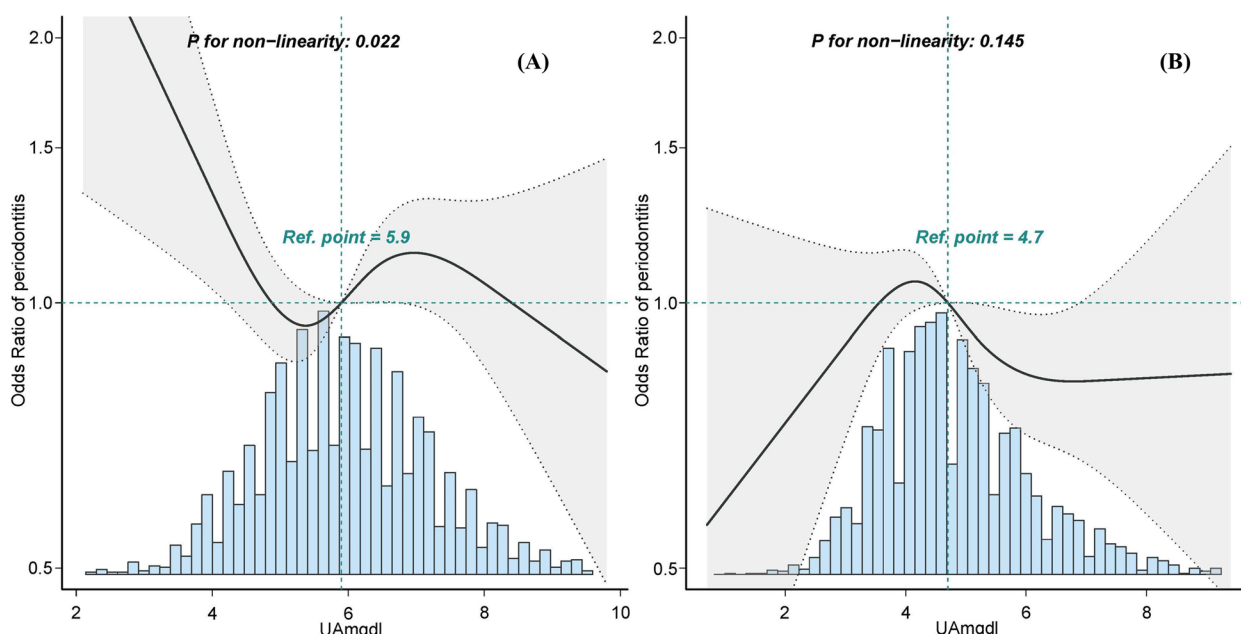 P for non−linearity: 0.022
(A)
Ref. point = 5.9
Odds Ratio of periodontitis
2.0
1.5
1.0
0.5
2 4 6 8 10
UAmgdl
P for non−linearity: 0.145
(B)
Ref. point = 4.7
Odds Ratio of periodontitis
2.0
1.5
1.0
0.5
2 4 6 8
UAmgdl